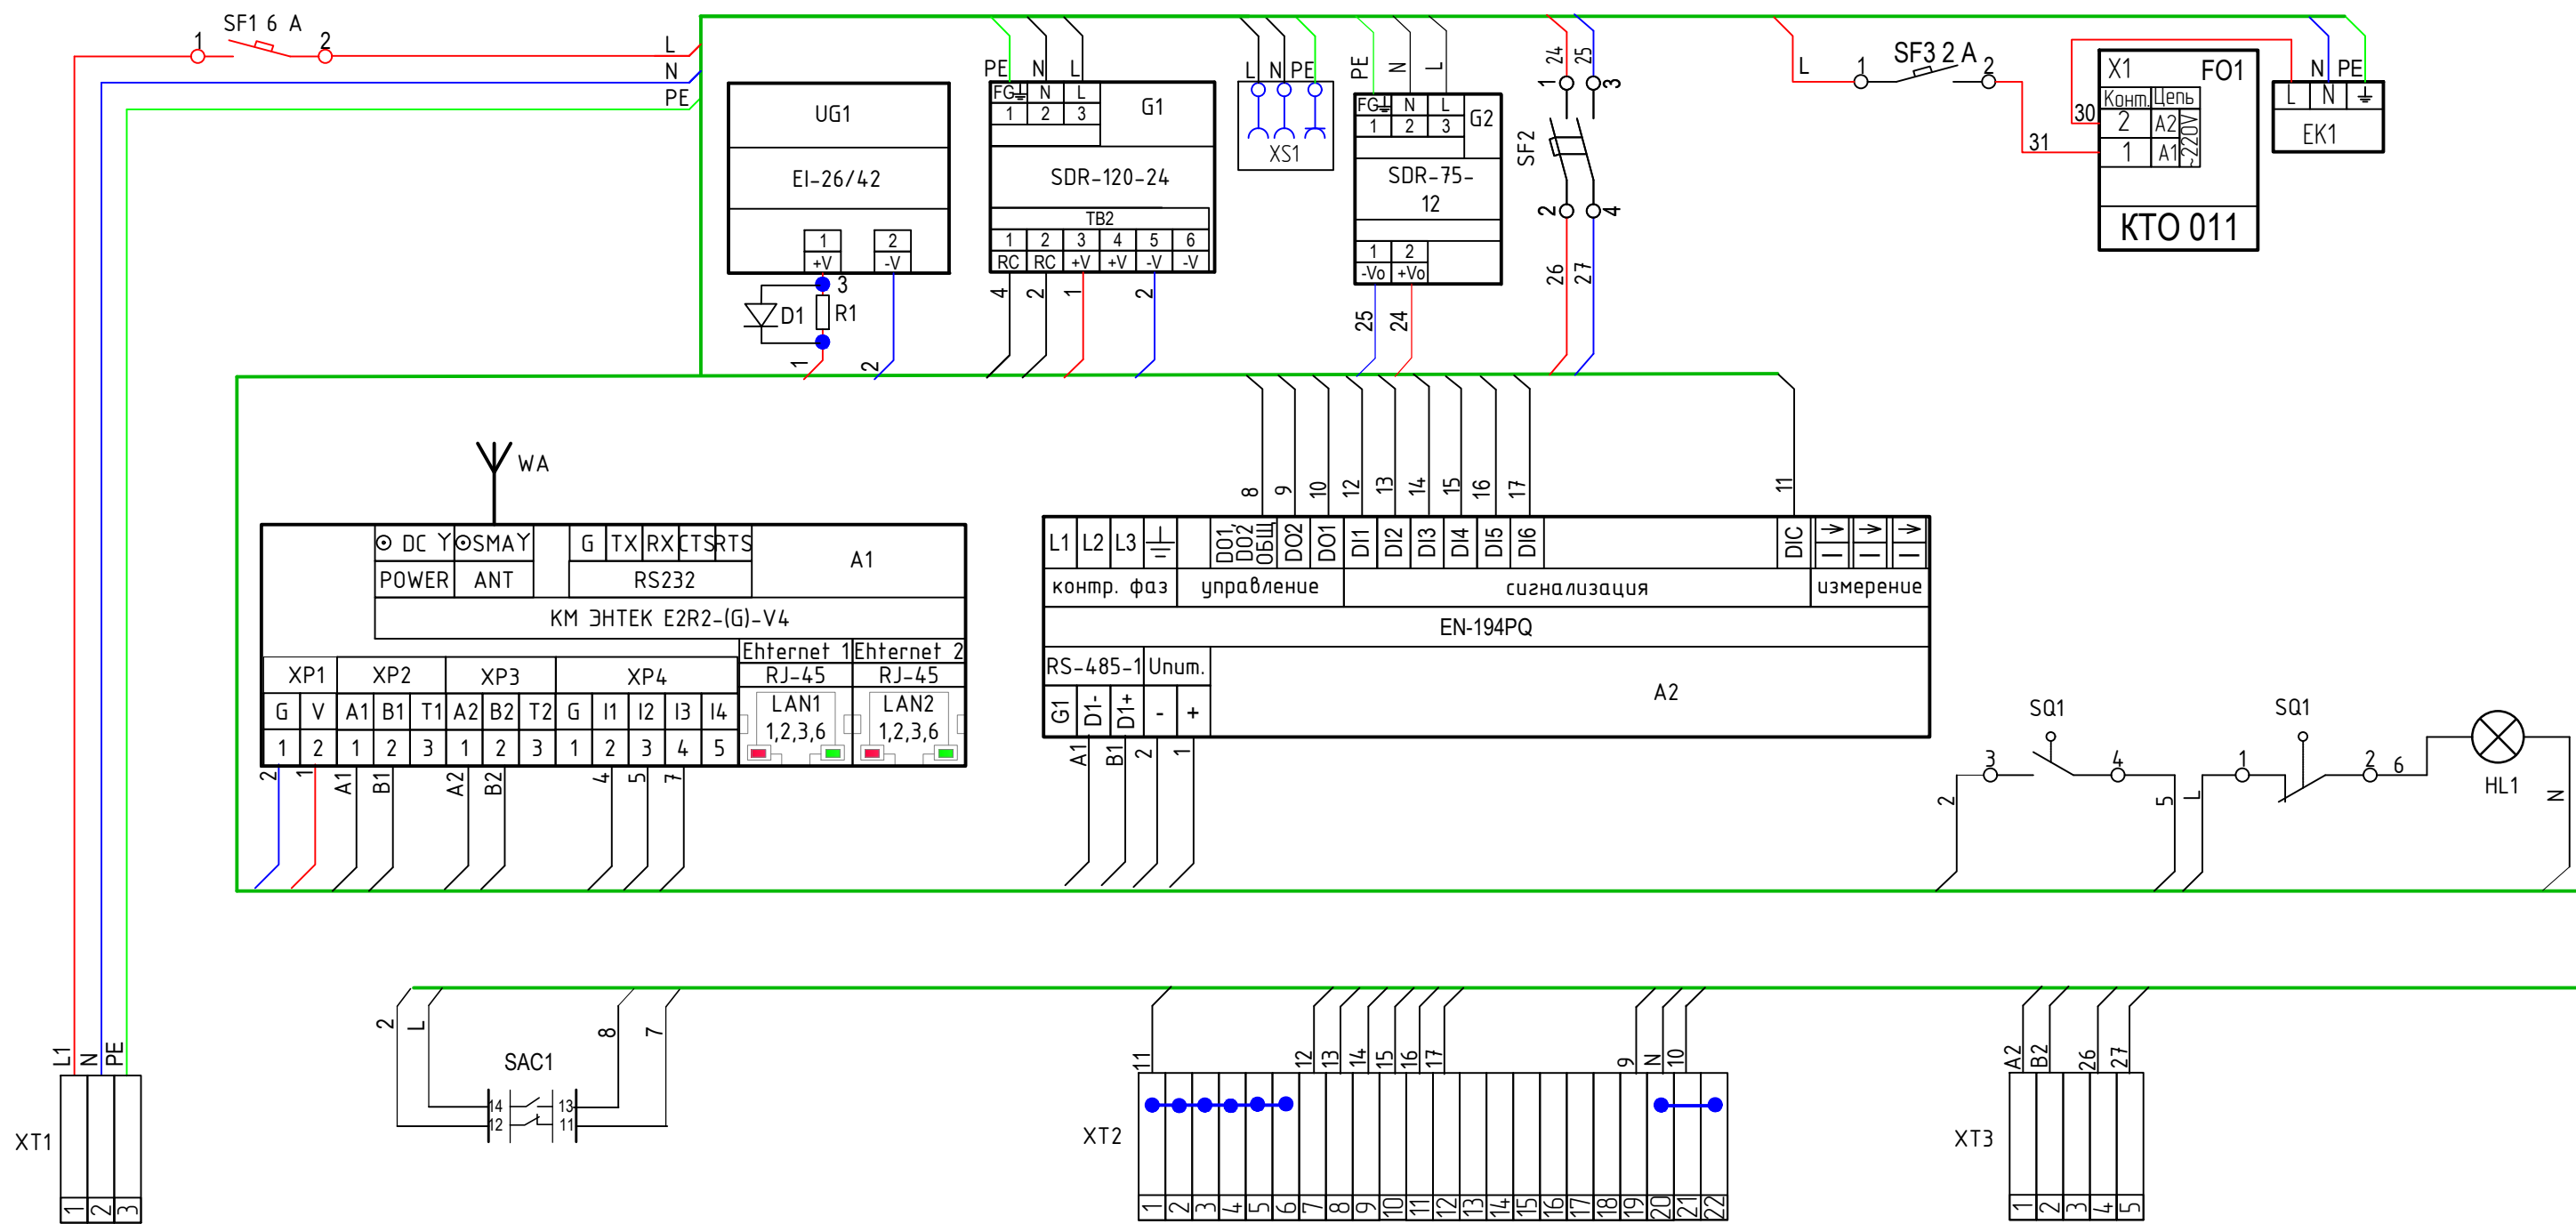 SF1 6 A
1 2 L
N
PE
UG1
EI-26/42
1 2
+V -V
3
D1 R1
1 2
PE N L
FG N L
1 2 3
G1
SDR-120-24
TB2
1 2 3 4 5 6
RC RC +V +V -V -V
4 2 1 2
L N PE
XS1
PE N L
FG N L
1 2 3
G2
SDR-75-
12
1 2
-Vo +Vo
25 24
24 25
1 3
SF2
2 4
26 27
L 1 SF3 2 A 2
31
30
X1 FO1
Конт. Цепь
2 A2
1 A1
~220V
КТО 011
N PE
L N
EK1
WA
DC Y SMA Y G TX RX CTS RTS
A1
POWER ANT RS232
КМ ЭНТЕК E2R2-(G)-V4
Ehternet 1 Ehternet 2
XP1 XP2 XP3 XP4 RJ-45 RJ-45
G V A1 B1 T1 A2 B2 T2 G I1 I2 I3 I4 LAN1 LAN2
1 2 1 2 3 1 2 3 1 2 3 4 5 1,2,3,6 1,2,3,6
2 1 A1 B1 A2 B2 4 5 7
8 9 10 12 13 14 15 16 17 11
L1 L2 L3 DO1, DO2 ОБЩ DO2 DO1 DI1 DI2 DI3 DI4 DI5 DI6 DIC I I I
контр. фаз управление сигнализация измерение
EN-194PQ
RS-485-1 Uпит.
A2
G1 D1- D1+ - +
A1 B1 2 1
SQ1
3 4
2 5
SQ1
L 1 2 6
HL1
N
2 L 8 7
SAC1
14 13
12 11
L1 N PE
XT1
1 2 3
11 12 13 14 15 16 17 9 N 10
XT2
1 2 3 4 5 6 7 8 9 10 11 12 13 14 15 16 17 18 19 20 21 22
A2 B2 26 27
XT3
1 2 3 4 5